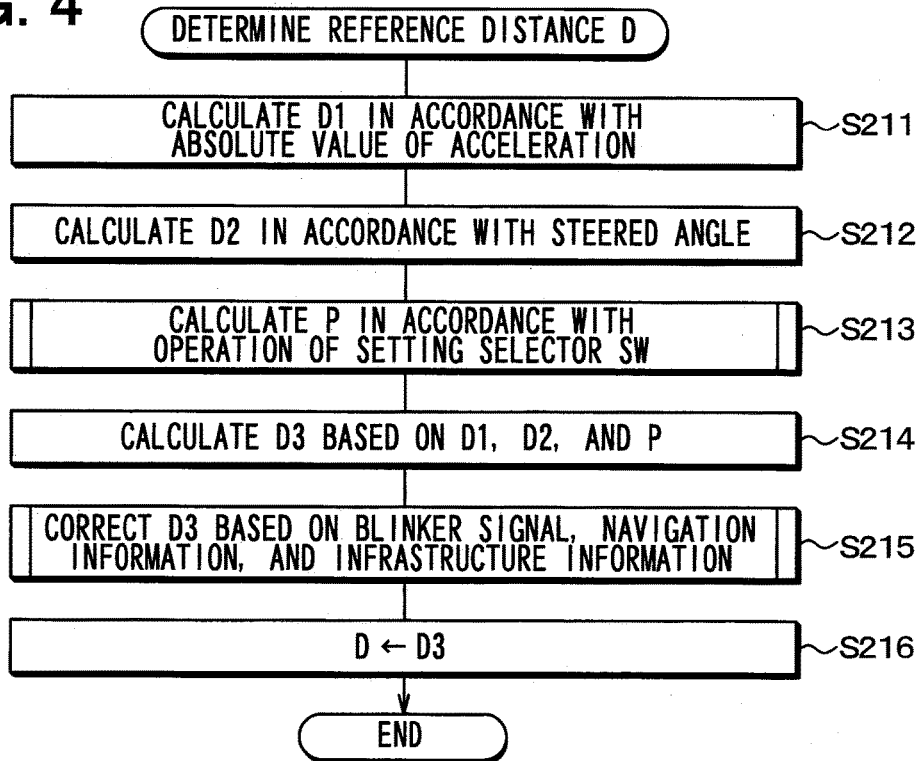 G. 4
DETERMINE REFERENCE DISTANCE D
CALCULATE D1 IN ACCORDANCE WITH
ABSOLUTE VALUE OF ACCELERATION
S211
CALCULATE D2 IN ACCORDANCE WITH STEERED ANGLE
S212
CALCULATE P IN ACCORDANCE WITH
OPERATION OF SETTING SELECTOR SW
S213
CALCULATE D3 BASED ON D1, D2, AND P
S214
CORRECT D3 BASED ON BLINKER SIGNAL, NAVIGATION
INFORMATION, AND INFRASTRUCTURE INFORMATION
S215
D ← D3
S216
END